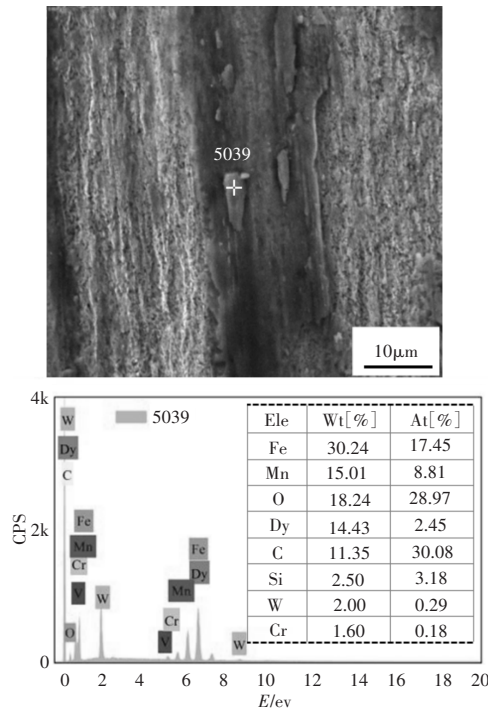 5039
10μm
4k
W
5039
Dy
C
Fe
Mn
Cr
V
W
O
Fe
Dy
Mn
Cr
V
W
CPS
2k
0
Ele Wt[%] At[%]
Fe 30.24 17.45
Mn 15.01 8.81
O 18.24 28.97
Dy 14.43 2.45
C 11.35 30.08
Si 2.50 3.18
W 2.00 0.29
Cr 1.60 0.18
0 2 4 6 8 10 12 14 16 18 20
E/ev